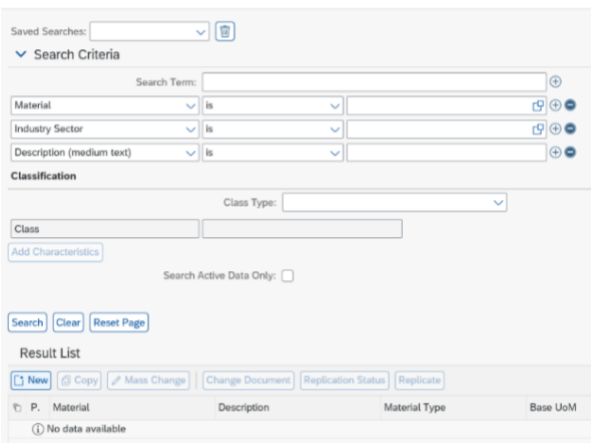 Saved Searches:
Search Criteria
Search Term:
Material is
Industry Sector is
Description (medium text) is
Classification
Class Type:
Class
Add Characteristics
Search Active Data Only:
Search Clear Reset Page
Result List
New Copy Mass Change Change Document Replication Status Replicate
P. Material Description Material Type Base UoM
No data available